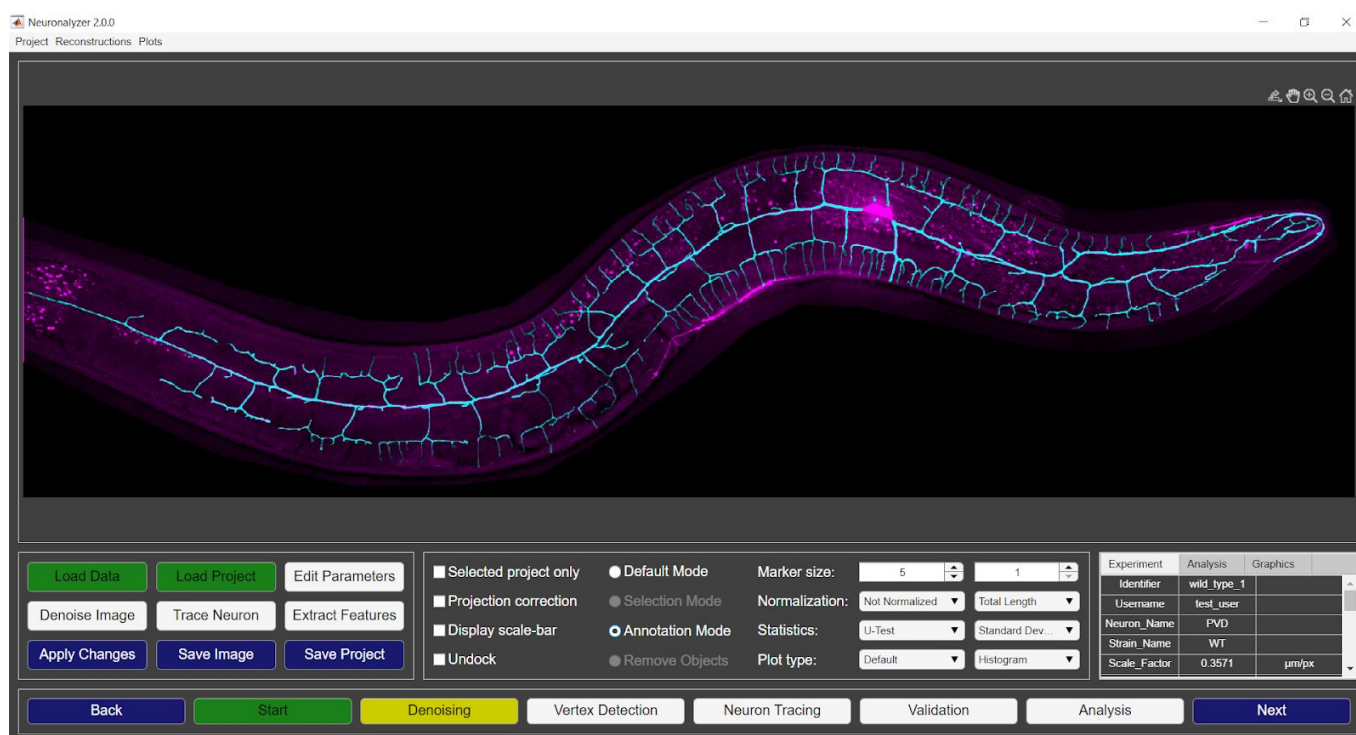 Neuronalyzer 2.0.0
Project Reconstructions Plots
Load Data Load Project Edit Parameters
Denoise Image Trace Neuron Extract Features
Apply Changes Save Image Save Project
Selected project only Default Mode Marker size: 5 1
Projection correction Selection Mode Normalization: Not Normalized Total Length
Display scale-bar Annotation Mode Statistics: U-Test Standard Dev...
Undock Remove Objects Plot type: Default Histogram
Experiment Analysis Graphics
Identifier wild_type_1
Username test_user
Neuron_Name PVD
Strain_Name WT
Scale_Factor 0.3571 µm/px
Back Start Denoising Vertex Detection Neuron Tracing Validation Analysis Next